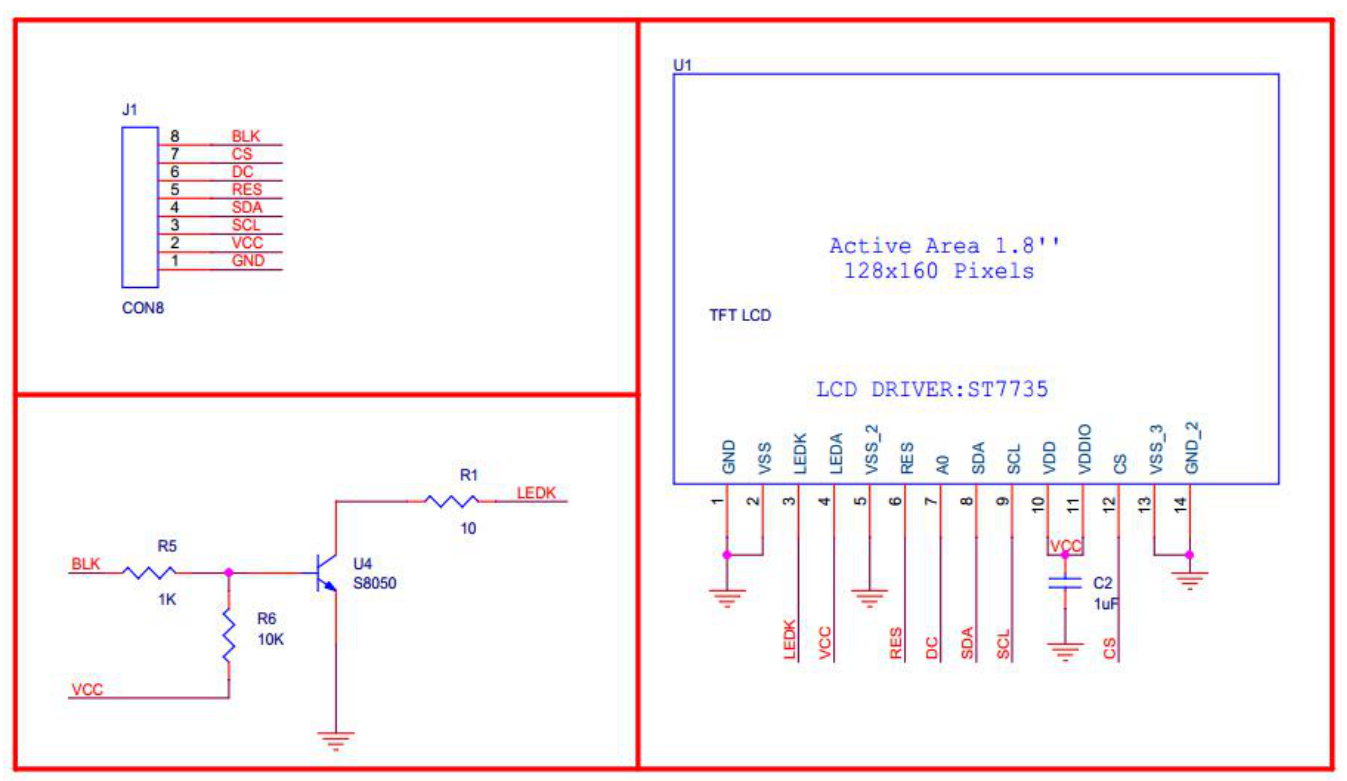 J1
8 BLK
7 CS
6 DC
5 RES
4 SDA
3 SCL
2 VCC
1 GND
CON8
R1
LEDK
10
BLK
R5
1K
U4
S8050
R6
10K
VCC
U1
Active Area 1.8''
128x160 Pixels
TFT LCD
LCD DRIVER:ST7735
GND VSS LEDK LEDA VSS_2 RES A0 SDA SCL VDD VDDIO CS VSS_3 GND_2
1 2 3 4 5 6 7 8 9 10 11 12 13 14
VCC
C2
1uF
LEDK VCC RES DC SDA SCL CS